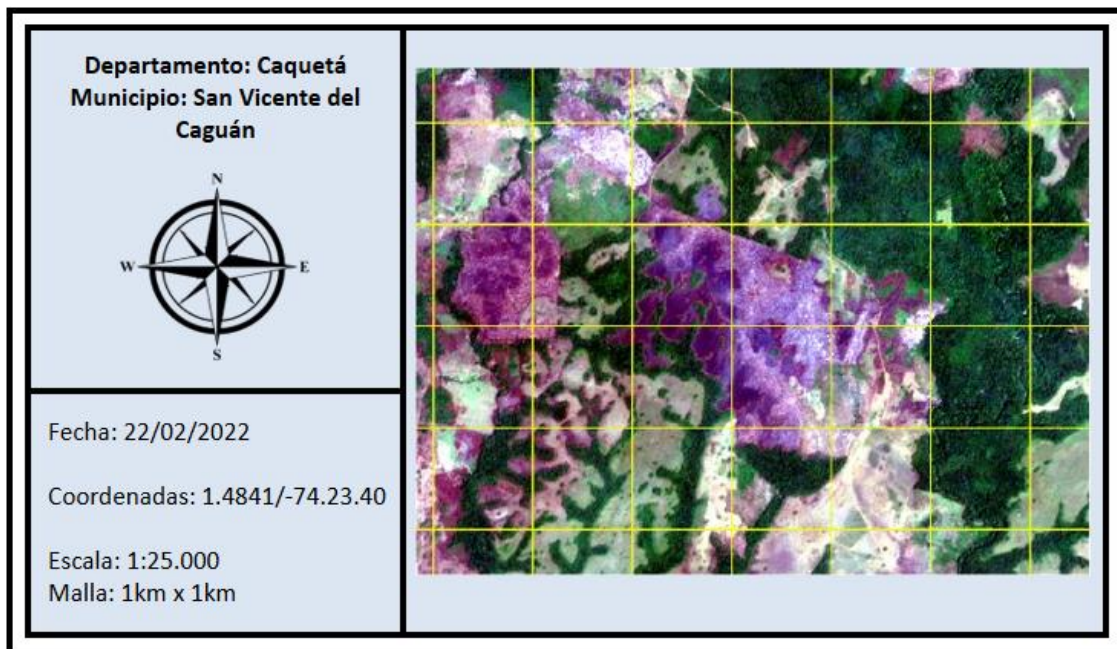 Departamento: Caquetá
Municipio: San Vicente del
Caguán
N
W
E
S
Fecha: 22/02/2022
Coordenadas: 1.4841/-74.23.40
Escala: 1:25.000
Malla: 1km x 1km